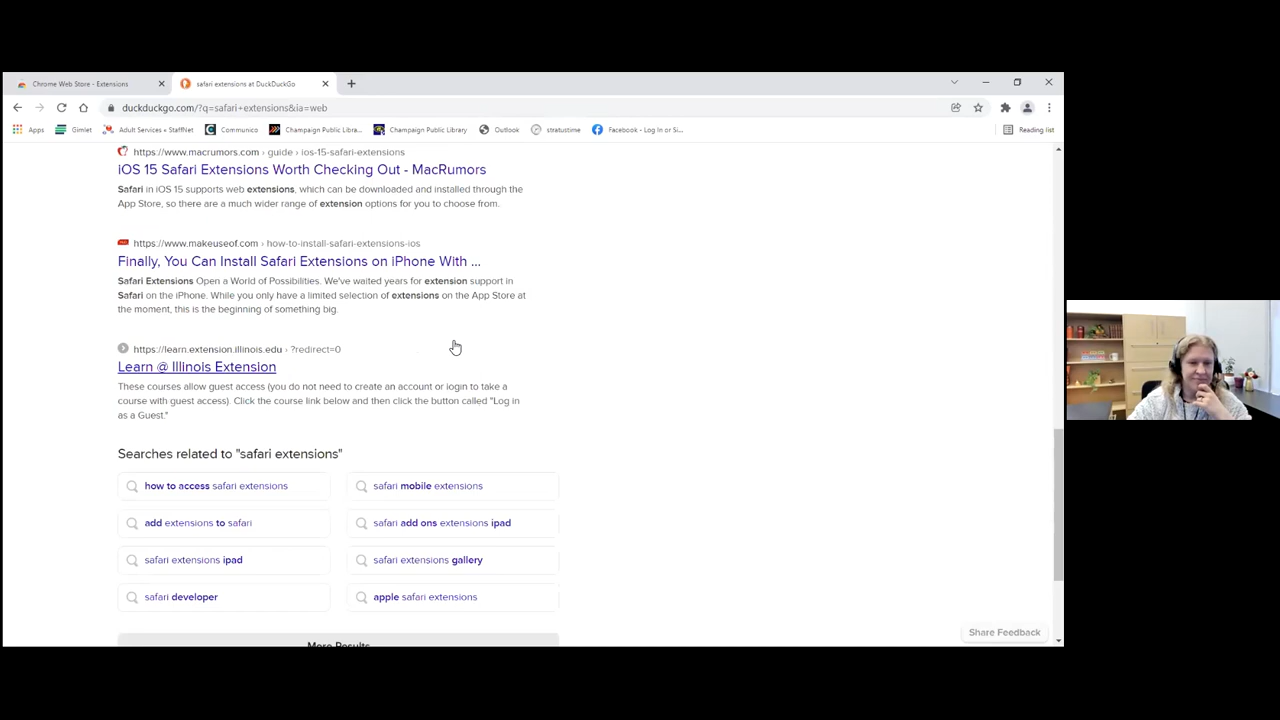 Chrome Web Store - Extensions
safari extensions at DuckDuckGo
duckduckgo.com/?q=safari+extensions&ia=web
Apps
Gimlet
Adult Services « StaffNet
Communico
Champaign Public Libra...
Champaign Public Library
Outlook
stratustime
Facebook - Log In or Si...
Reading list
https://www.macrumors.com › guide › ios-15-safari-extensions
iOS 15 Safari Extensions Worth Checking Out - MacRumors
Safari in iOS 15 supports web extensions, which can be downloaded and installed through the
App Store, so there are a much wider range of extension options for you to choose from.
https://www.makeuseof.com › how-to-install-safari-extensions-ios
Finally, You Can Install Safari Extensions on iPhone With ...
Safari Extensions Open a World of Possibilities. We've waited years for extension support in
Safari on the iPhone. While you only have a limited selection of extensions on the App Store at
the moment, this is the beginning of something big.
https://learn.extension.illinois.edu › ?redirect=0
Learn @ Illinois Extension
These courses allow guest access (you do not need to create an account or login to take a
course with guest access). Click the course link below and then click the button called "Log in
as a Guest."
Searches related to "safari extensions"
how to access safari extensions
safari mobile extensions
add extensions to safari
safari add ons extensions ipad
safari extensions ipad
safari extensions gallery
safari developer
apple safari extensions
More Results
Share Feedback